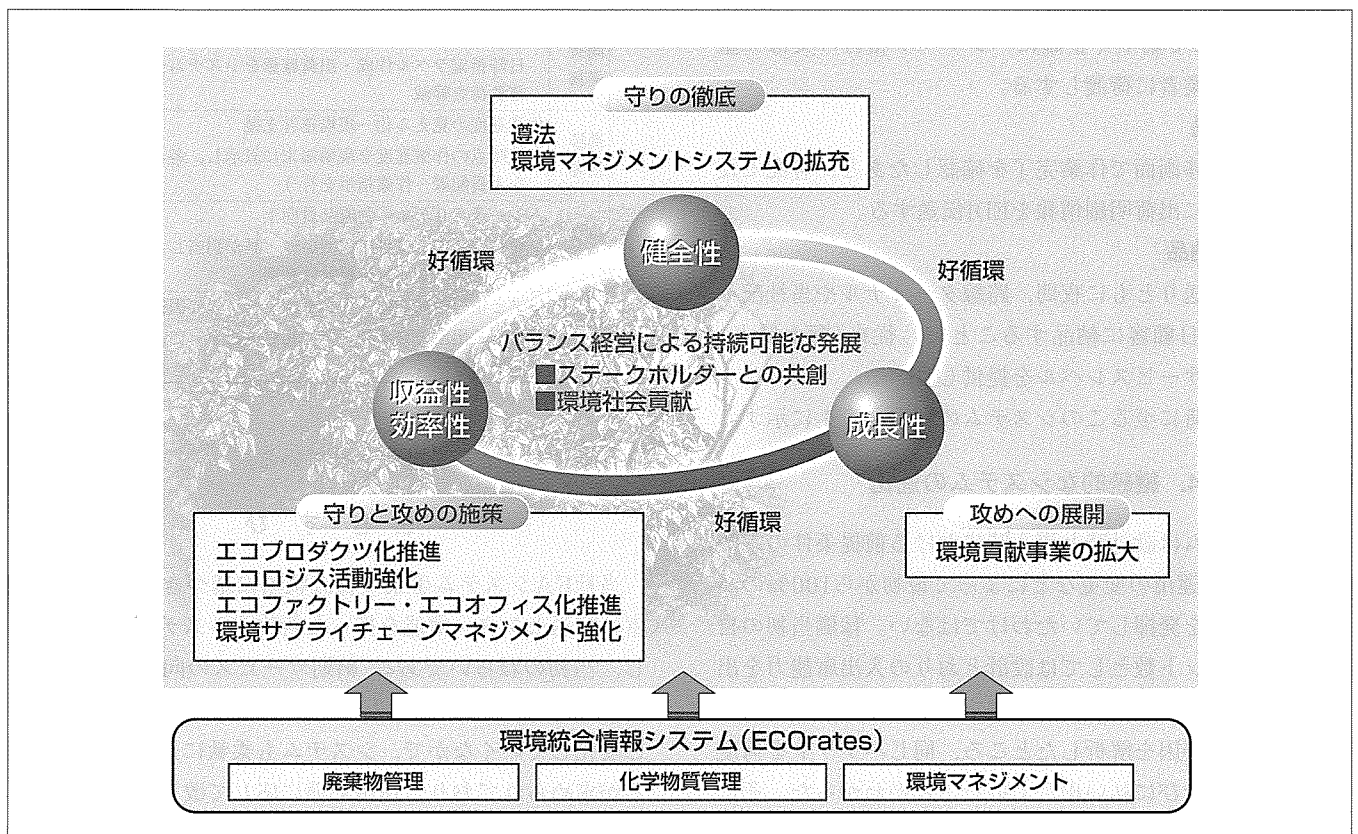 守りの徹底
遵法
環境マネジメントシステムの拡充
健全性
好循環
好循環
バランス経営による持続可能な発展
■ステークホルダーとの共創
■環境社会貢献
収益性
効率性
成長性
守りと攻めの施策
エコプロダクツ化推進
エコロジス活動強化
エコファクトリー・エコオフィス化推進
環境サプライチェーンマネジメント強化
好循環
攻めへの展開
環境貢献事業の拡大
環境統合情報システム(ECOrates)
廃棄物管理
化学物質管理
環境マネジメント